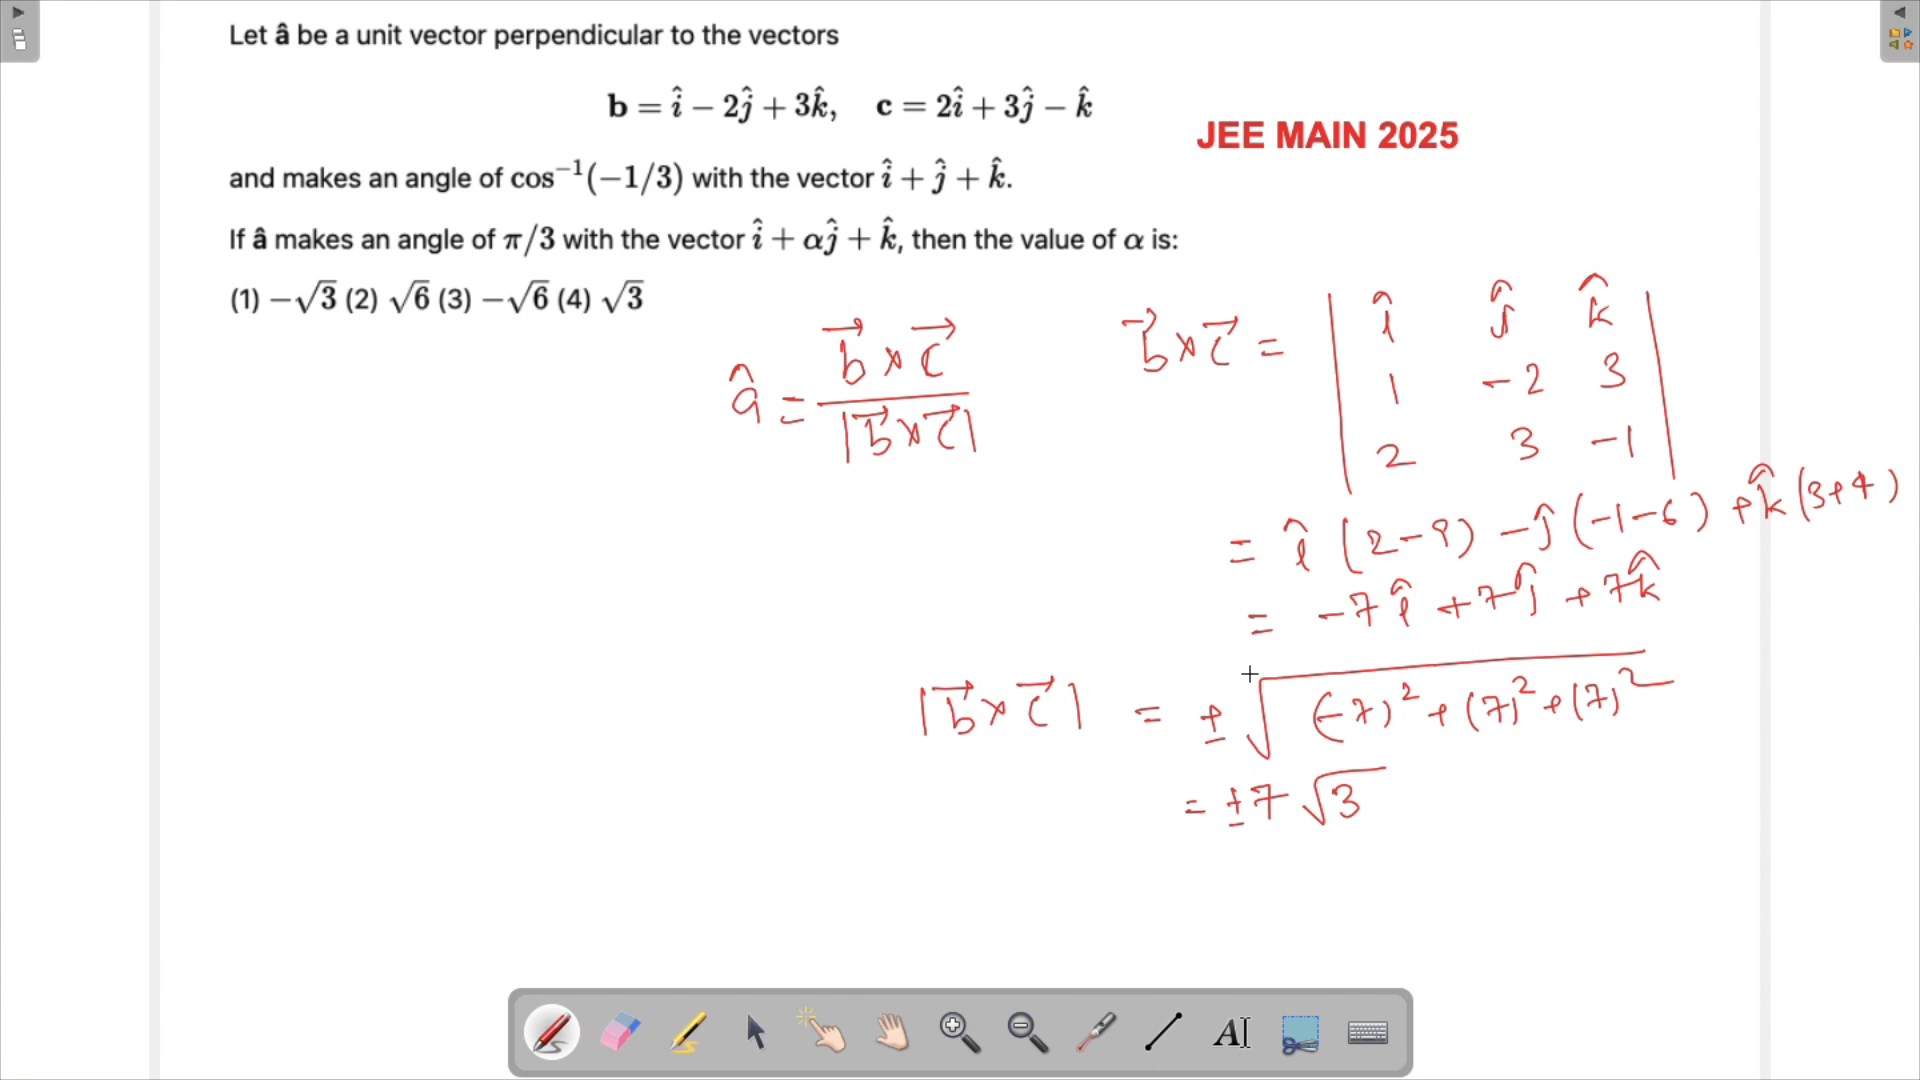 Let â be a unit vector perpendicular to the vectors
b = î − 2ĵ + 3k̂, c = 2î + 3ĵ − k̂
JEE MAIN 2025
and makes an angle of cos⁻¹(−1/3) with the vector î + ĵ + k̂.
If â makes an angle of π/3 with the vector î + αĵ + k̂, then the value of α is:
(1) −√3 (2) √6 (3) −√6 (4) √3
â = b⃗ × c⃗ / |b⃗ × c⃗|
b⃗ × c⃗ = | î ĵ k̂
1 −2 3
2 3 −1 |
= î (2−9) − ĵ (−1−6) + k̂ (3+4)
= −7î + 7ĵ + 7k̂
|b⃗ × c⃗| = ± √(−7)² + (7)² + (7)²
= ±7 √3